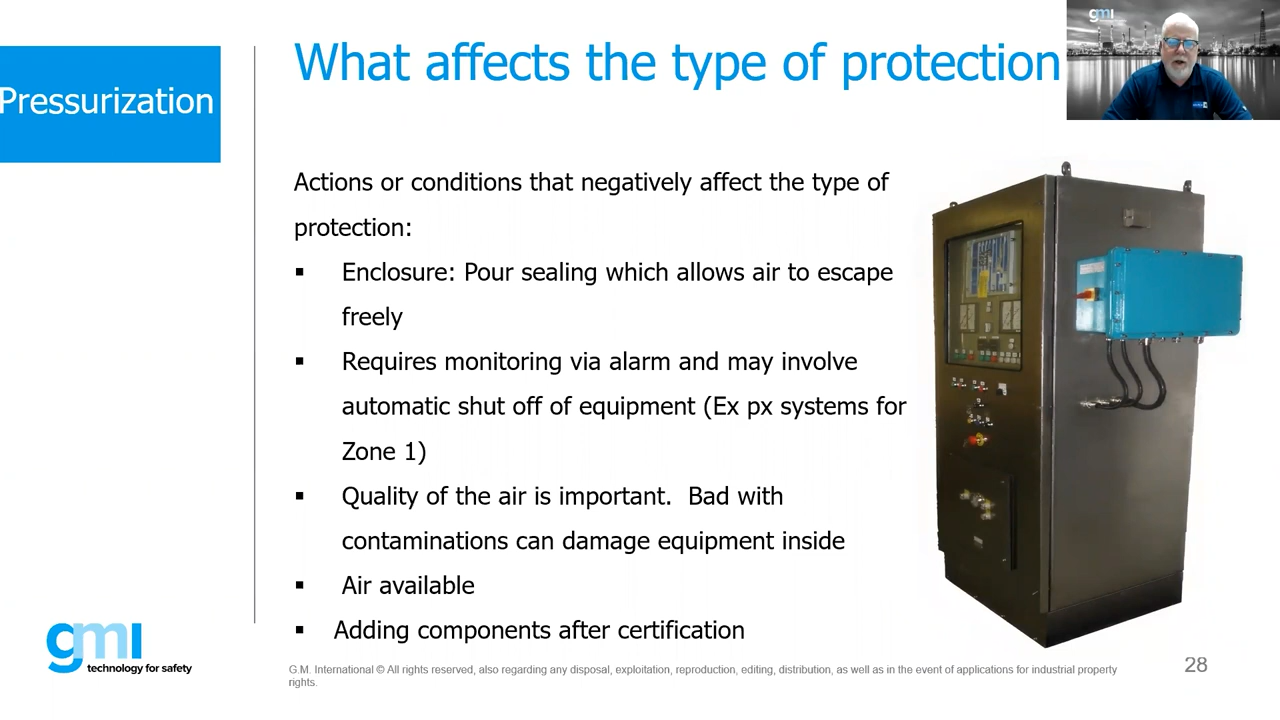 What affects the type of protection
gmi
Pressurization
Actions or conditions that negatively affect the type of
protection:
▪ Enclosure: Pour sealing which allows air to escape
freely
▪ Requires monitoring via alarm and may involve
automatic shut off of equipment (Ex px systems for
Zone 1)
▪ Quality of the air is important.  Bad with
contaminations can damage equipment inside
▪ Air available
▪ Adding components after certification
gmi
technology for safety
G.M. International © All rights reserved, also regarding any disposal, exploitation, reproduction, editing, distribution, as well as in the event of applications for industrial property
rights.
28